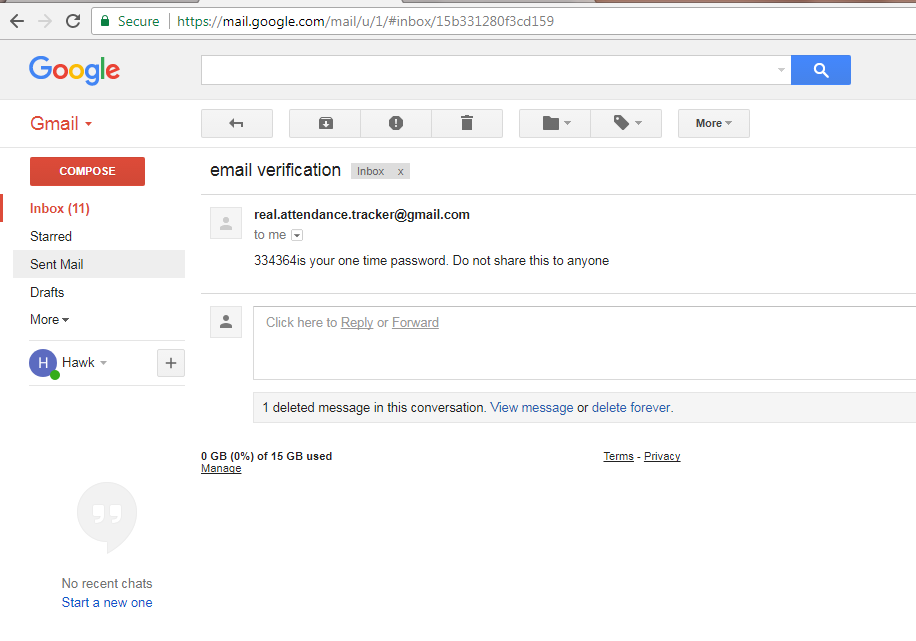 Secure https://mail.google.com/mail/u/1/#inbox/15b331280f3cd159
Google
Gmail
More
COMPOSE
email verification Inbox x
Inbox (11)
real.attendance.tracker@gmail.com
Starred
to me
Sent Mail
334364is your one time password. Do not share this to anyone
Drafts
More
Click here to Reply or Forward
H Hawk +
1 deleted message in this conversation. View message or delete forever.
0 GB (0%) of 15 GB used
Manage
Terms - Privacy
No recent chats
Start a new one